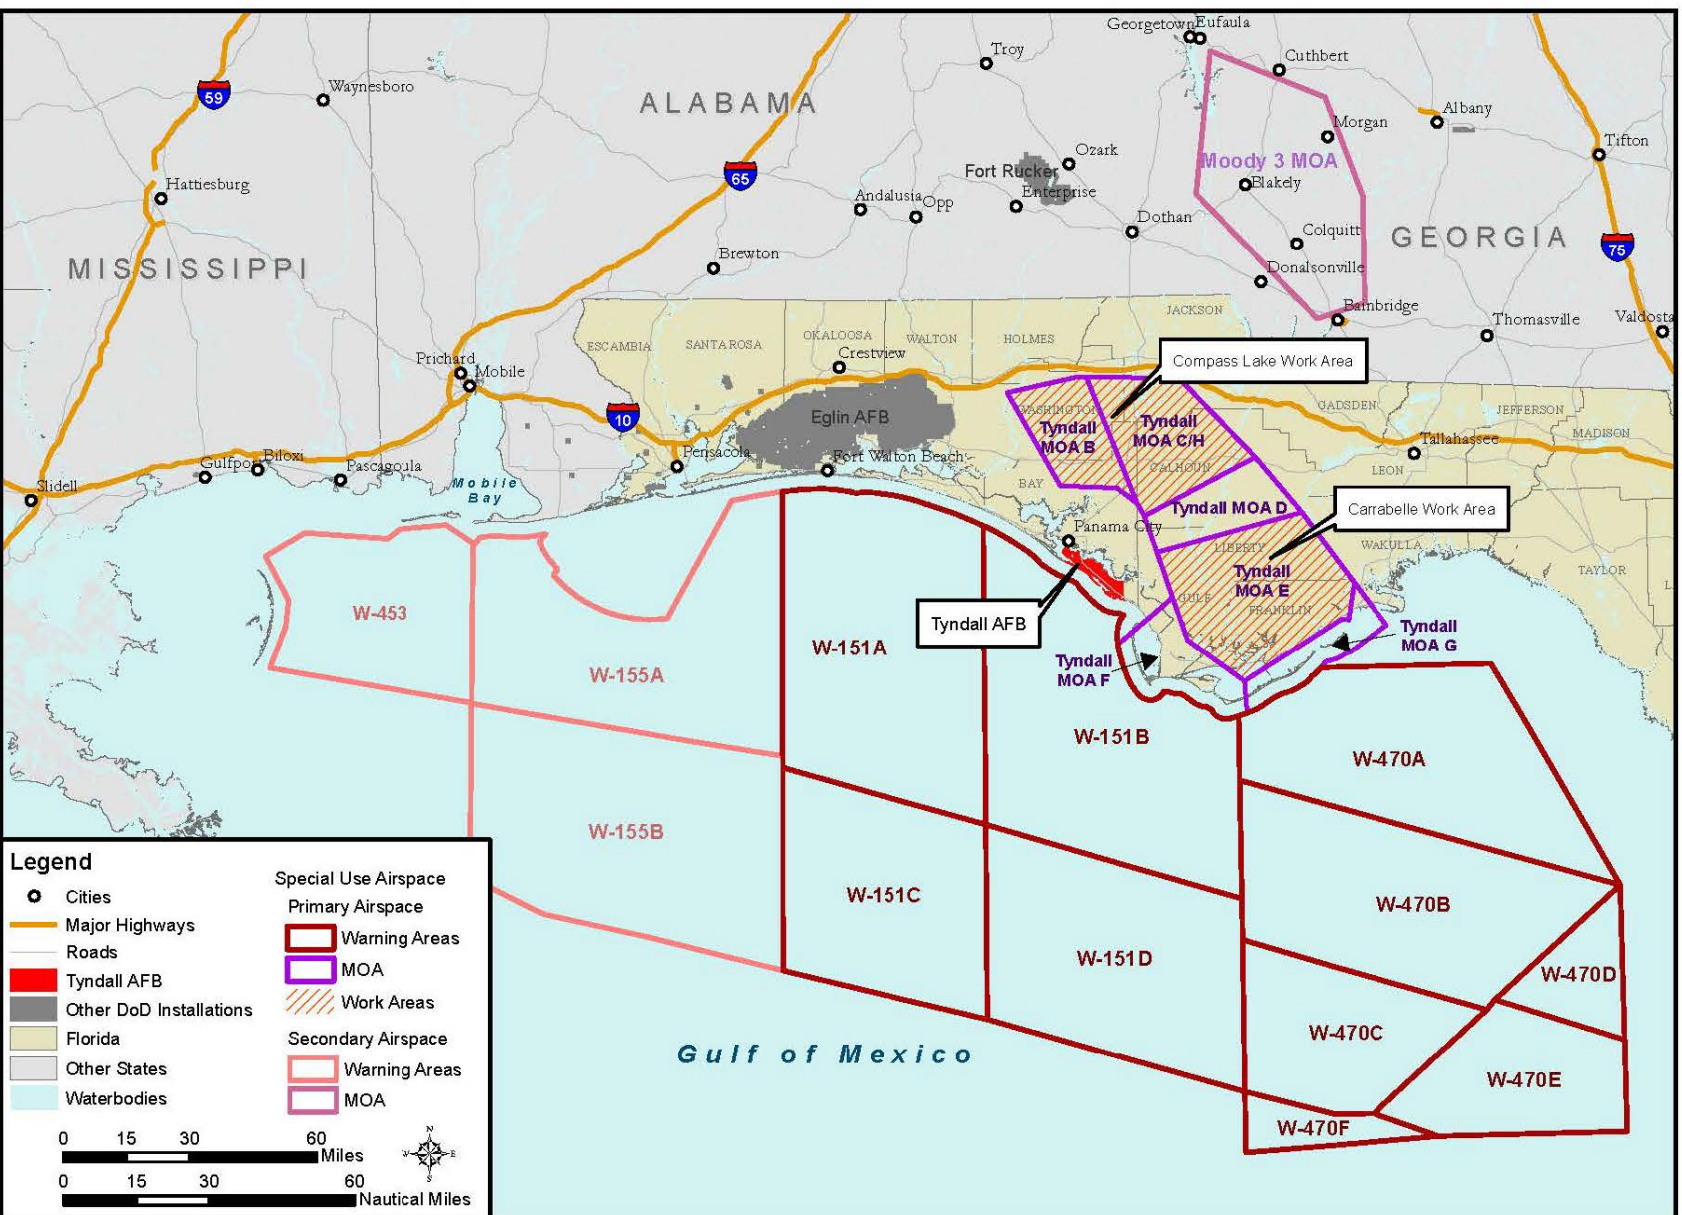 Georgetown
Eufaula
Troy
Cuthbert
59
Waynesboro
ALABAMA
Albany
Morgan
Tifton
65
Ozark
Moody 3 MOA
Fort Rucker
Hattiesburg
Enterprise
Blakely
Andalusia
Opp
Dothan
Colquitt
GEORGIA
75
Brewton
MISSISSIPPI
Donalsonville
Bainbridge
JACKSON
Thomasville
Valdosta
ESCAMBIA
SANTA ROSA
OKALOOSA
WALTON
HOLMES
Crestview
Prichard
Mobile
Compass Lake Work Area
10
Eglin AFB
WASHINGTON
Tyndall
MOA B
Tyndall
MOA C/H
GADSDEN
JEFFERSON
MADISON
Tallahassee
Pensacola
Fort Walton Beach
CALHOUN
LEON
Gulfport
Biloxi
Pascagoula
Slidell
Mobile
Bay
BAY
Tyndall MOA D
Carrabelle Work Area
Panama City
LIBERTY
WAKULLA
TAYLOR
L
Tyndall
MOA E
GULF
FRANKLIN
W-453
Tyndall AFB
Tyndall
MOA G
W-151A
Tyndall
MOA F
W-155A
W-151B
W-470A
W-155B
W-151C
W-470B
W-151D
W-470D
W-470C
W-470E
W-470F
Gulf of Mexico
Legend
Cities
Major Highways
Roads
Tyndall AFB
Other DoD Installations
Florida
Other States
Waterbodies
Special Use Airspace
Primary Airspace
Warning Areas
MOA
Work Areas
Secondary Airspace
Warning Areas
MOA
0 15 30 60
Miles
0 15 30 60
Nautical Miles
N
W E
S